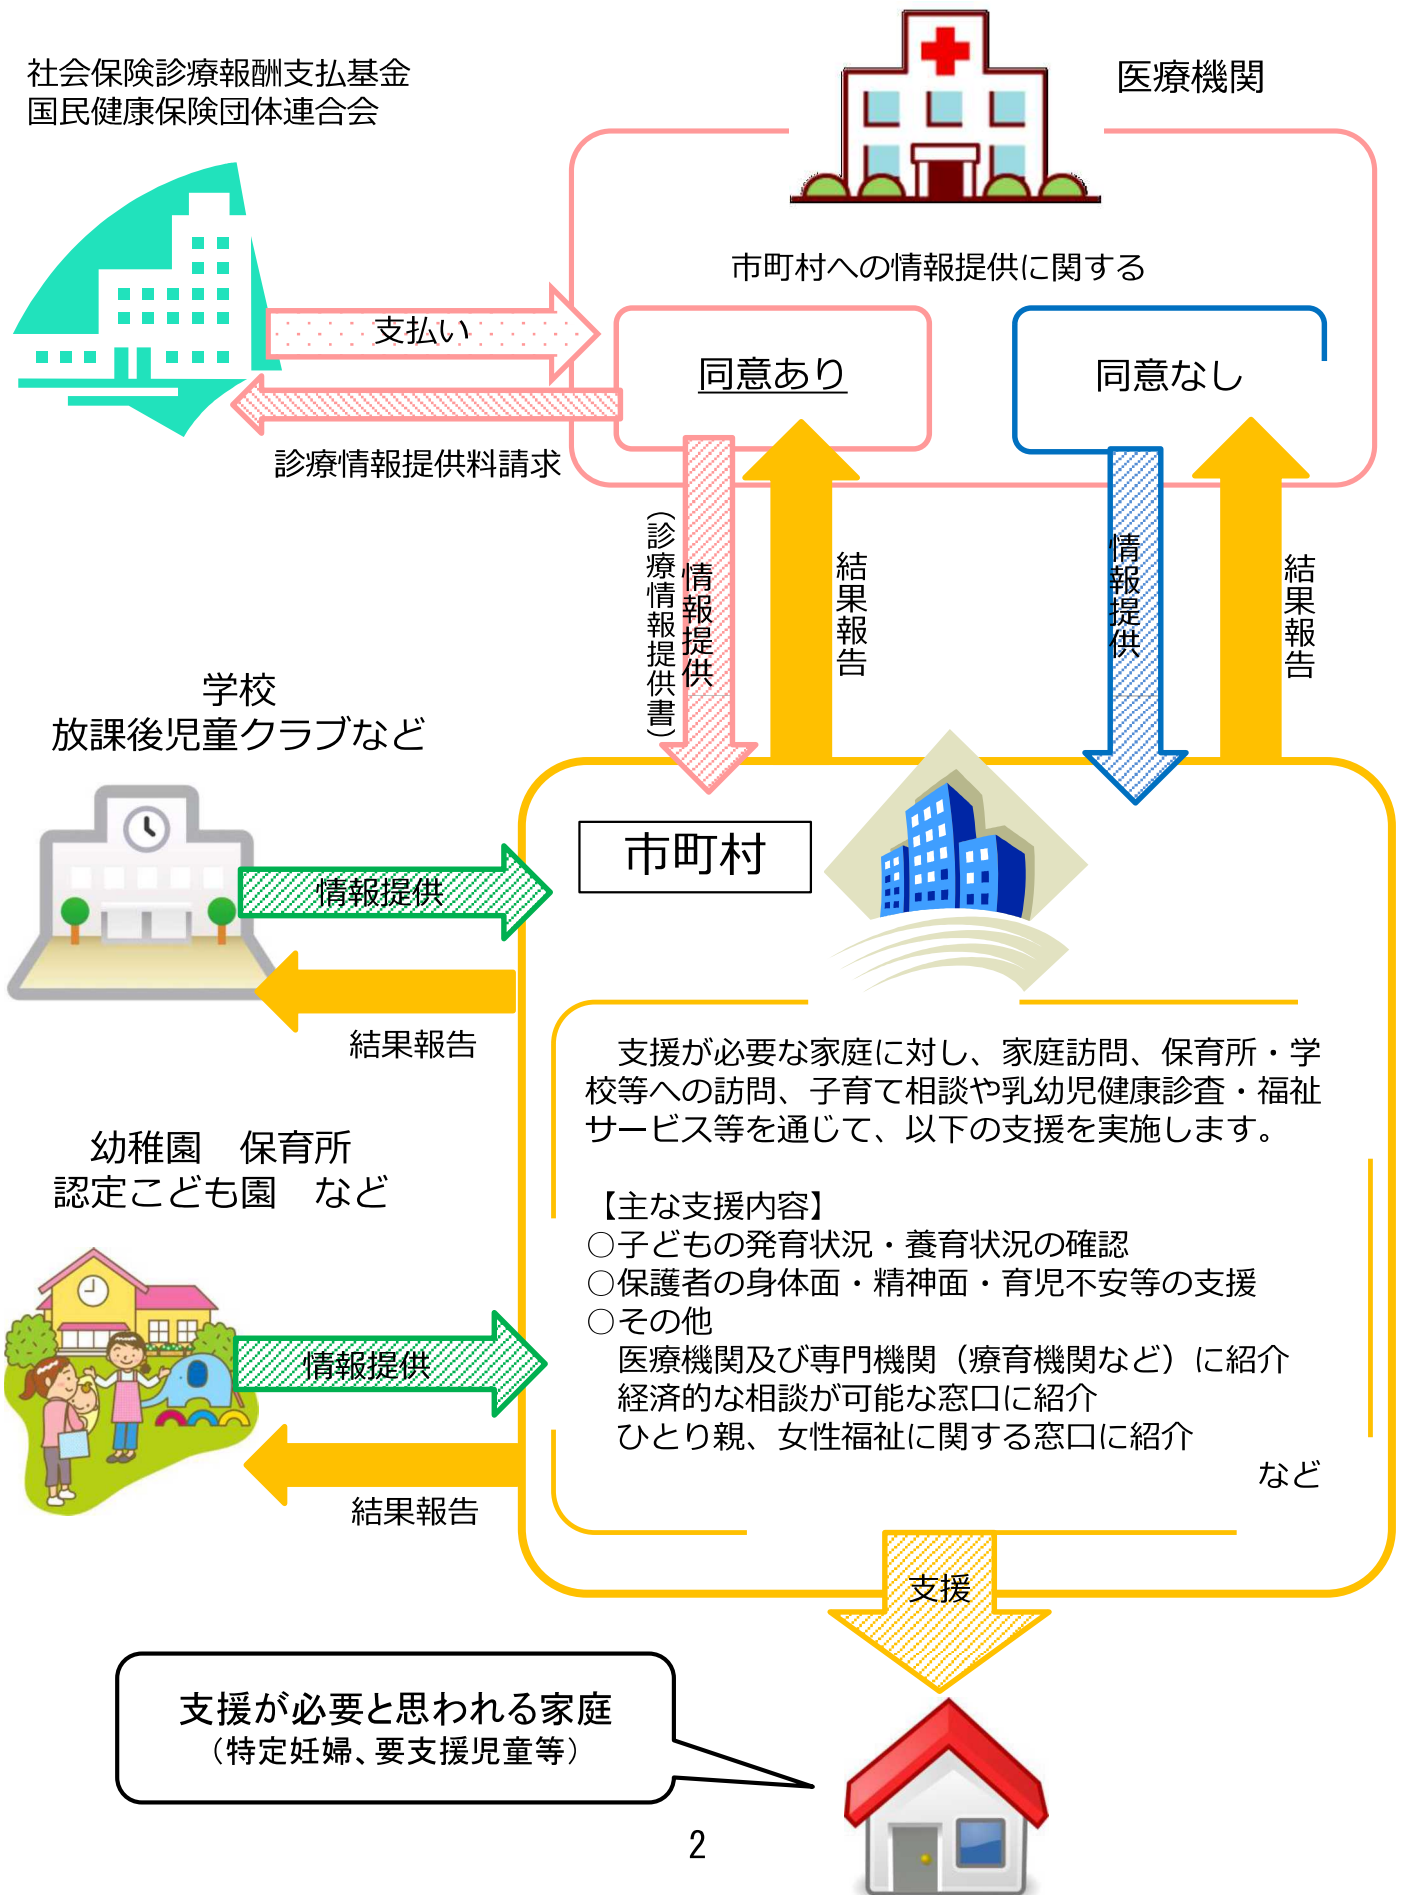 社会保険診療報酬支払基金
国民健康保険団体連合会
医療機関
市町村への情報提供に関する
支払い
同意あり
同意なし
診療情報提供料請求
（診療情報提供書）
情報提供
結果報告
情報提供
結果報告
学校
放課後児童クラブなど
市町村
情報提供
結果報告
支援が必要な家庭に対し、家庭訪問、保育所・学
校等への訪問、子育て相談や乳幼児健康診査・福祉
サービス等を通じて、以下の支援を実施します。
幼稚園　保育所
認定こども園　など
【主な支援内容】
○子どもの発育状況・養育状況の確認
○保護者の身体面・精神面・育児不安等の支援
○その他
医療機関及び専門機関（療育機関など）に紹介
経済的な相談が可能な窓口に紹介
ひとり親、女性福祉に関する窓口に紹介
など
情報提供
結果報告
支援
支援が必要と思われる家庭
（特定妊婦、要支援児童等）
2